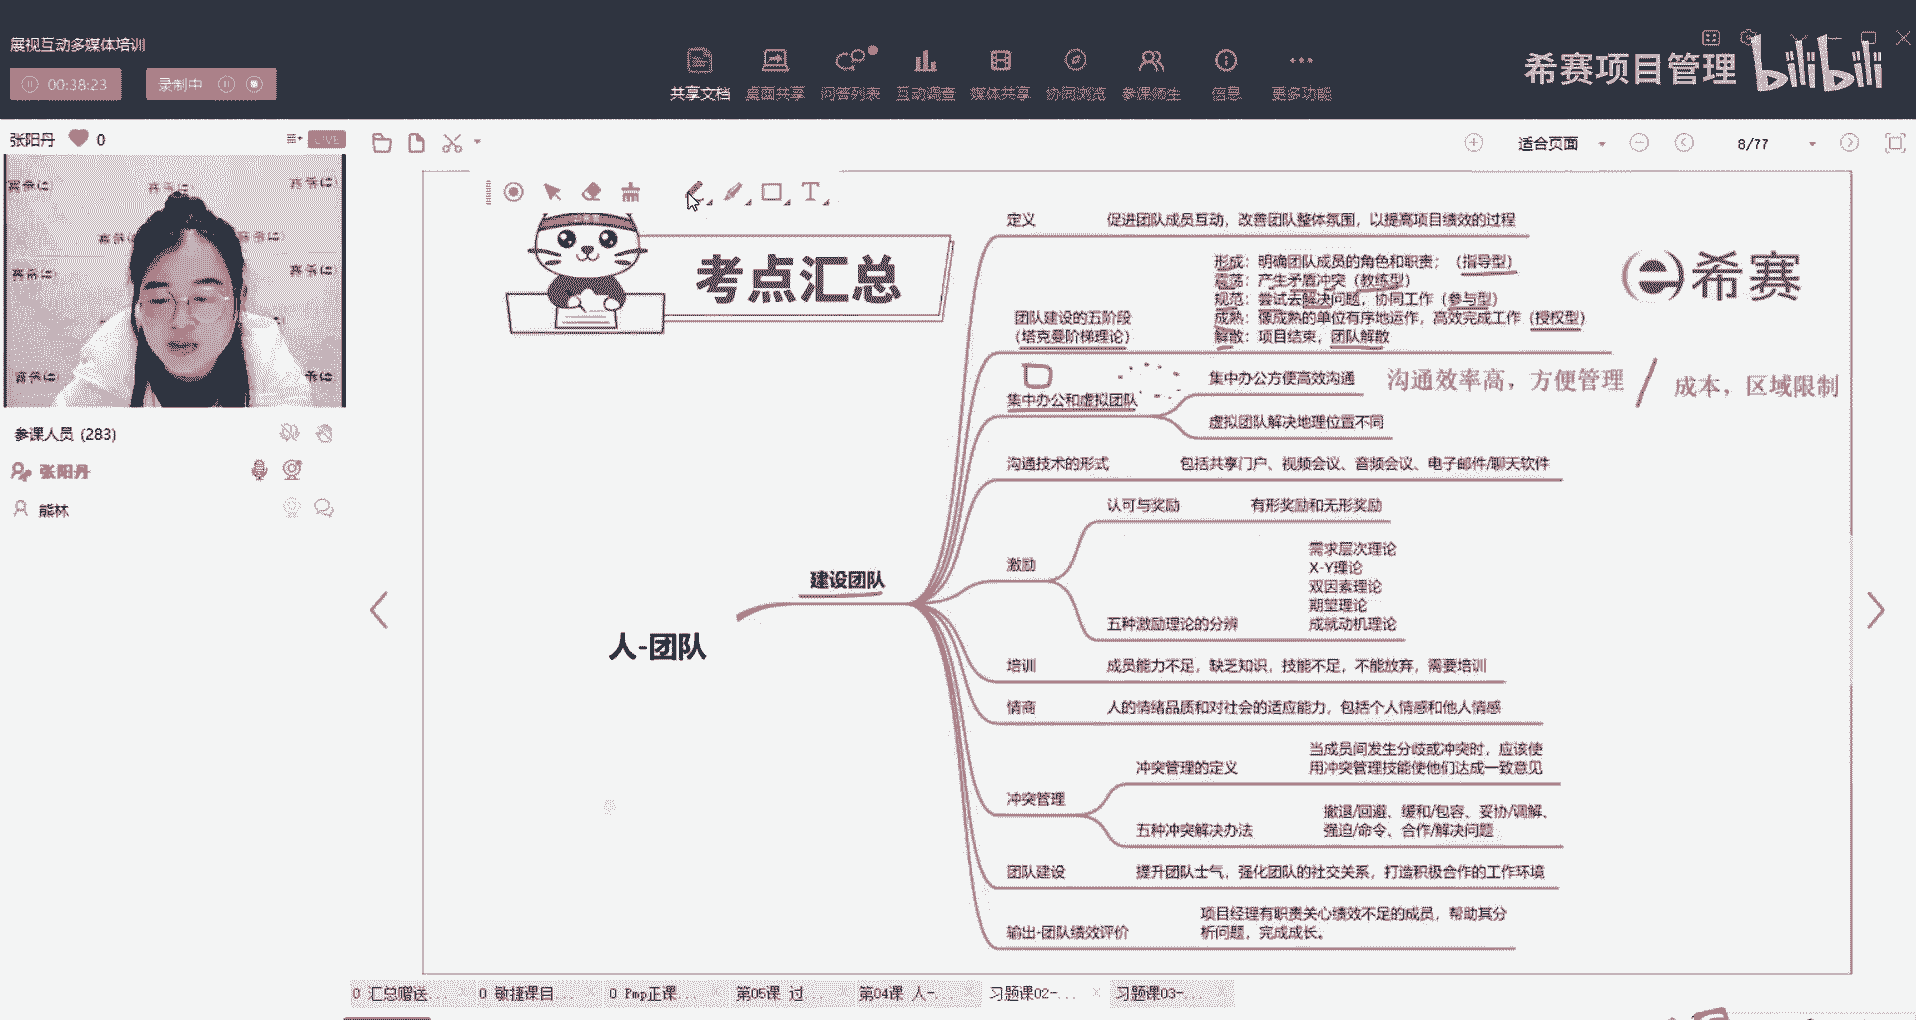 展视互动多媒体培训
00:38:23
录制中
共享文档
桌面共享
问答列表
互动调查
媒体共享
协同浏览
参课师生
信息
更多功能
希赛项目管理
bilibili
张阳丹
0
LIVE
适合页面
8/77
参课人员 (283)
张阳丹
熊林
考点汇总
希赛
人-团队
建设团队
定义
促进团队成员互动，改善团队整体氛围，以提高项目绩效的过程
团队建设的五阶段
（塔克曼阶梯理论）
形成：明确团队成员的角色和职责；（指导型）
震荡：产生矛盾冲突（教练型）
规范：尝试去解决问题，协同工作（参与型）
成熟：像成熟的单位有序地运作，高效完成工作（授权型）
解散：项目结束，团队解散
集中办公和虚拟团队
集中办公方便高效沟通
沟通效率高，方便管理
成本，区域限制
虚拟团队解决地理位置不同
沟通技术的形式
包括共享门户、视频会议、音频会议、电子邮件/聊天软件
激励
认可与奖励
有形奖励和无形奖励
五种激励理论的分辨
需求层次理论
X-Y理论
双因素理论
期望理论
成就动机理论
培训
成员能力不足，缺乏知识，技能不足，不能放弃，需要培训
情商
人的情绪品质和对社会的适应能力，包括个人情感和他人情感
冲突管理
冲突管理的定义
当成员间发生分歧或冲突时，应该使
用冲突管理技能使他们达成一致意见
五种冲突解决办法
撤退/回避、缓和/包容、妥协/调解、
强迫/命令、合作/解决问题
团队建设
提升团队士气，强化团队的社交关系，打造积极合作的工作环境
输出-团队绩效评价
项目经理有职责关心绩效不足的成员，帮助其分
析问题，完成成长。
0 汇总赠送...
0 敏捷课目...
0 Pmp正课...
第05课 过...
第04课 人-...
习题课02-...
习题课03-...